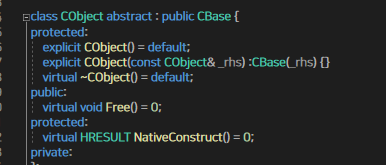 class CObject abstract : public CBase {
protected:
explicit CObject() = default;
explicit CObject(const CObject& _rhs) :CBase(_rhs) {}
virtual ~CObject() = default;
public:
virtual void Free() = 0;
protected:
virtual HRESULT NativeConstruct() = 0;
private: